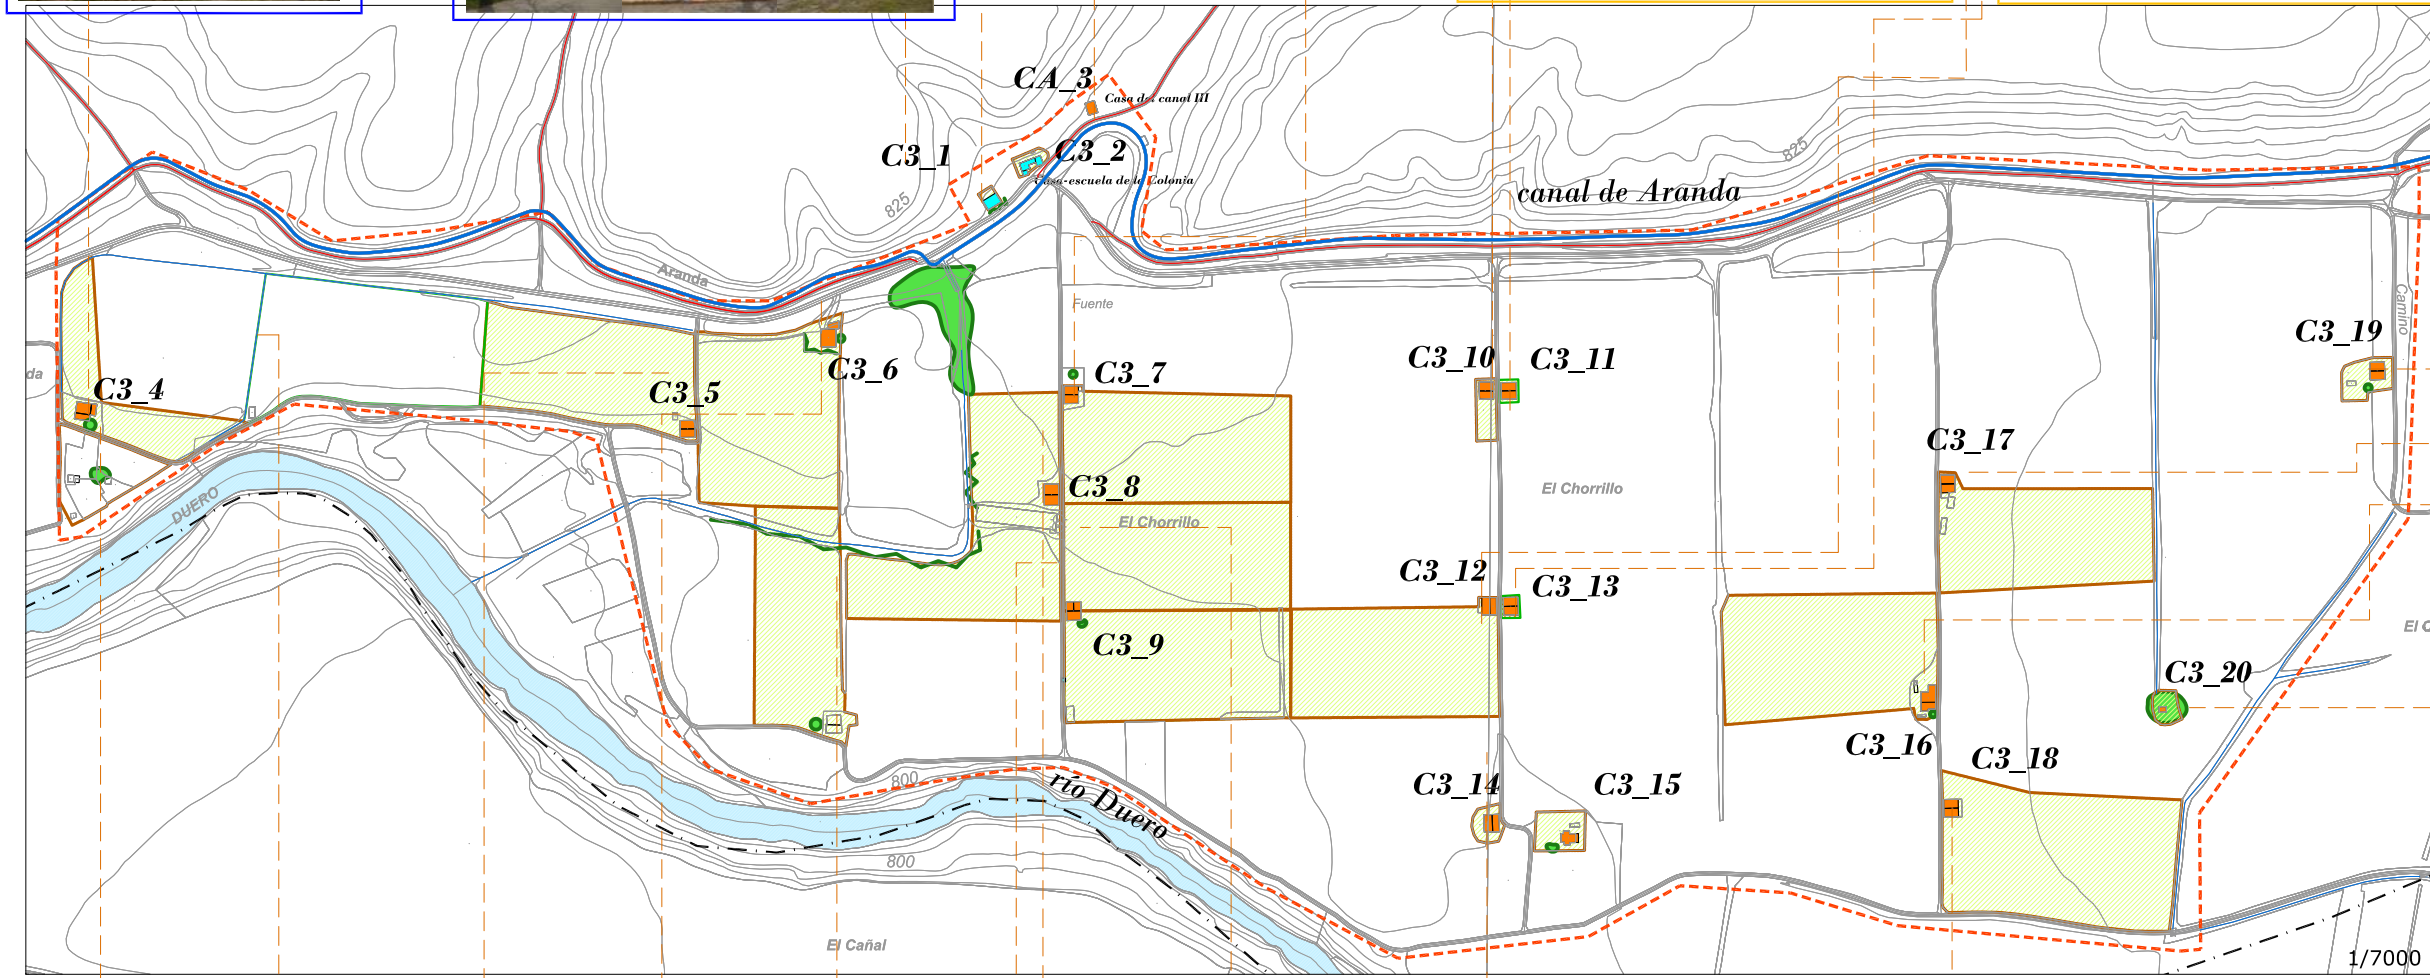 CA_3
Casa del canal III
C3_1
C3_2
Casa-escuela de la Colonia
825
825
canal de Aranda
Aranda
Fuente
Camino
C3_19
C3_10
C3_11
C3_6
C3_7
da
C3_4
C3_5
C3_17
C3_8
El Chorrillo
El Chorrillo
DUERO
C3_12
C3_13
C3_9
El C
C3_20
C3_16
C3_18
C3_14
C3_15
800
río Duero
800
El Cañal
1/7000